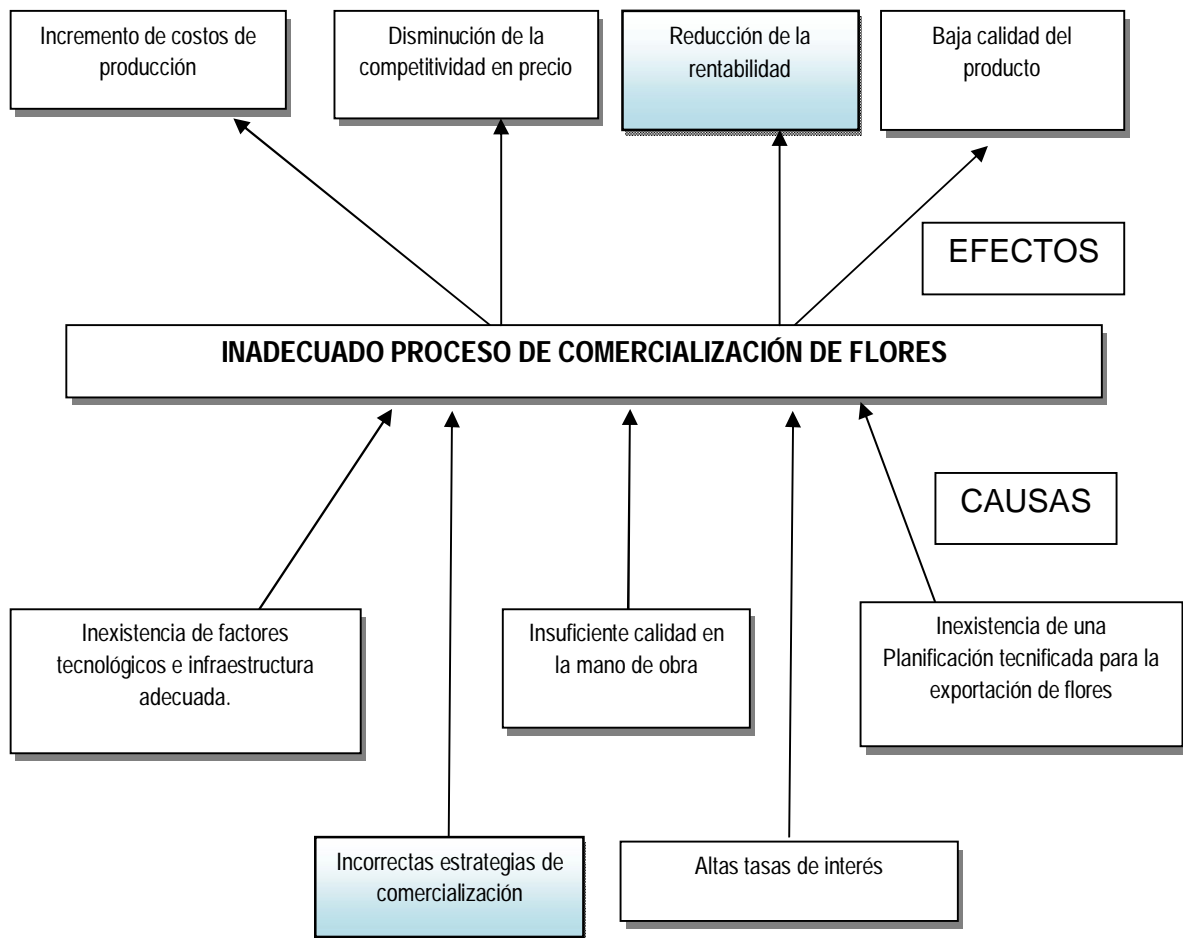 Incremento de costos de
producción
Disminución de la
competitividad en precio
Reducción de la
rentabilidad
Baja calidad del
producto
EFECTOS
INADECUADO PROCESO DE COMERCIALIZACIÓN DE FLORES
CAUSAS
Inexistencia de factores
tecnológicos e infraestructura
adecuada.
Insuficiente calidad en
la mano de obra
Inexistencia de una
Planificación tecnificada para la
exportación de flores
Incorrectas estrategias de
comercialización
Altas tasas de interés